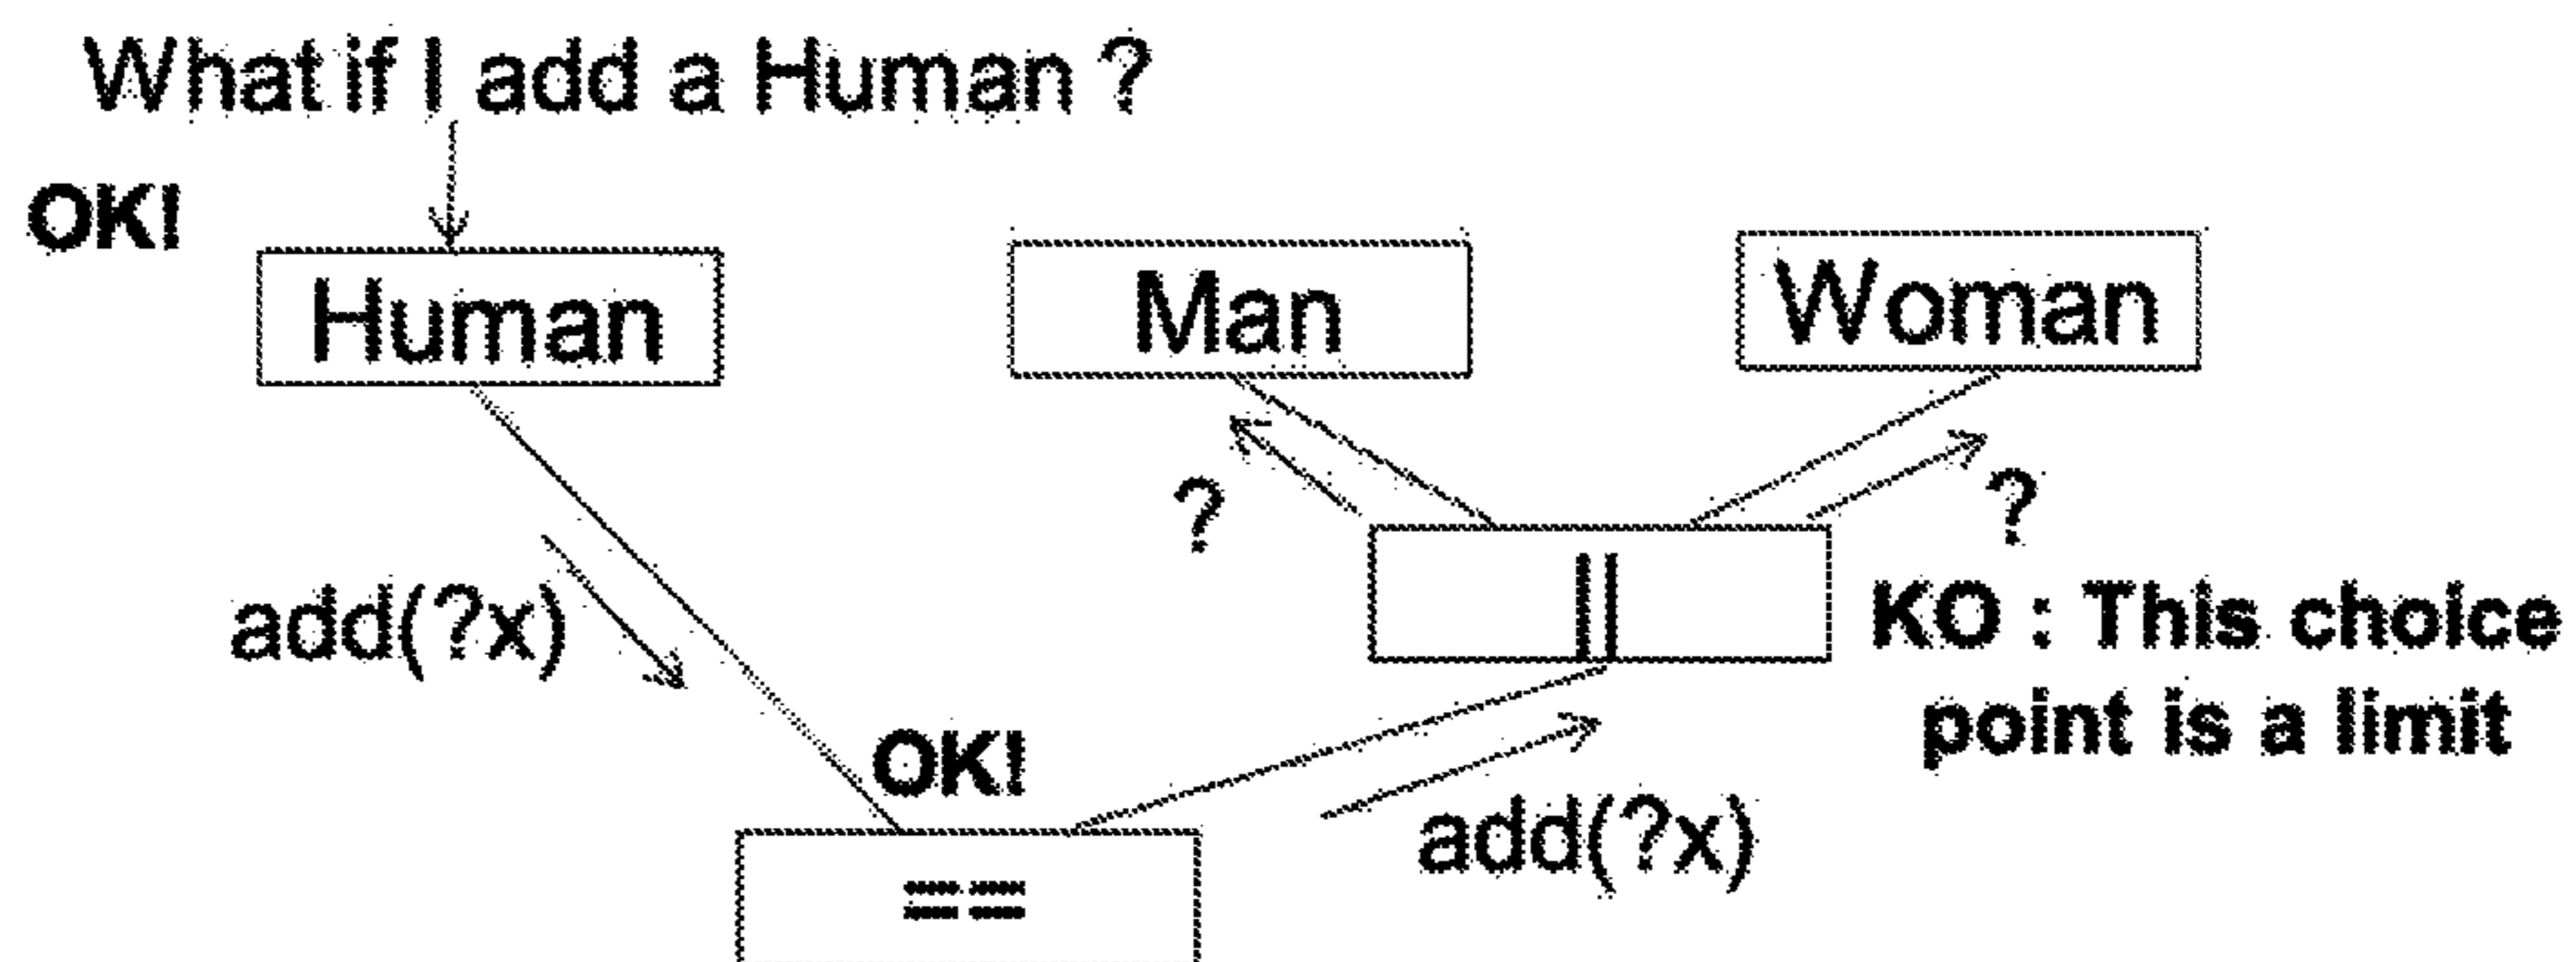 What if I add a Human ?
OK!
Human
Man
Woman
?
?
||
KO : This choice
point is a limit
add(?x)
OK!
add(?x)
==